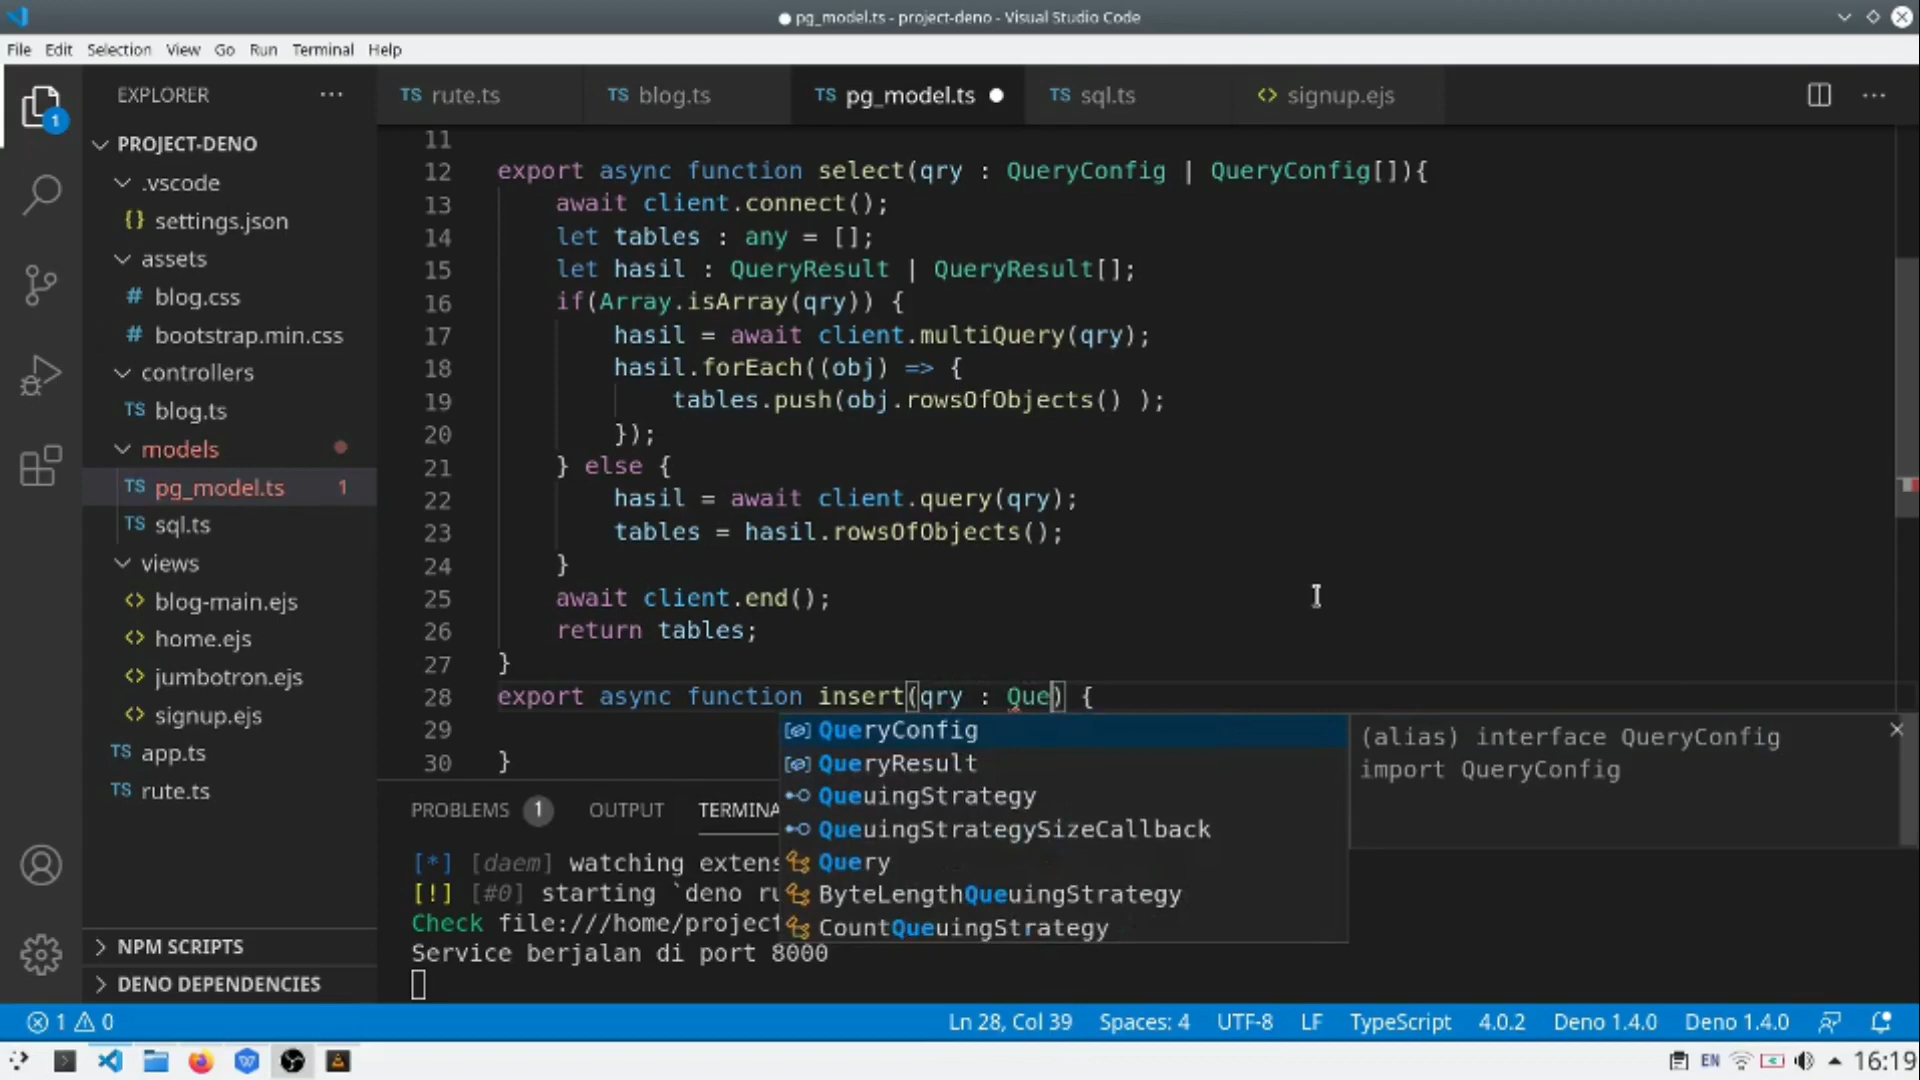 pg_model.ts - project-deno - Visual Studio Code
File Edit Selection View Go Run Terminal Help
EXPLORER ···
TS rute.ts
TS blog.ts
TS pg_model.ts
TS sql.ts
<> signup.ejs
1
PROJECT-DENO
.vscode
{} settings.json
assets
# blog.css
# bootstrap.min.css
controllers
TS blog.ts
models
TS pg_model.ts 1
TS sql.ts
views
<> blog-main.ejs
<> home.ejs
<> jumbotron.ejs
<> signup.ejs
TS app.ts
TS rute.ts
NPM SCRIPTS
DENO DEPENDENCIES
11
12 export async function select(qry : QueryConfig | QueryConfig[]){
13 await client.connect();
14 let tables : any = [];
15 let hasil : QueryResult | QueryResult[];
16 if(Array.isArray(qry)) {
17 hasil = await client.multiQuery(qry);
18 hasil.forEach((obj) => {
19 tables.push(obj.rowsOfObjects() );
20 });
21 } else {
22 hasil = await client.query(qry);
23 tables = hasil.rowsOfObjects();
24 }
25 await client.end();
26 return tables;
27 }
28 export async function insert(qry : Que) {
29
30 }
QueryConfig
QueryResult
QueuingStrategy
QueuingStrategySizeCallback
Query
ByteLengthQueuingStrategy
CountQueuingStrategy
(alias) interface QueryConfig
import QueryConfig
PROBLEMS 1 OUTPUT TERMINA
[*] [daem] watching extens
[!] [#0] starting `deno ru
Check file:///home/project
Service berjalan di port 8000
1 0 Ln 28, Col 39 Spaces: 4 UTF-8 LF TypeScript 4.0.2 Deno 1.4.0 Deno 1.4.0
EN 16:19